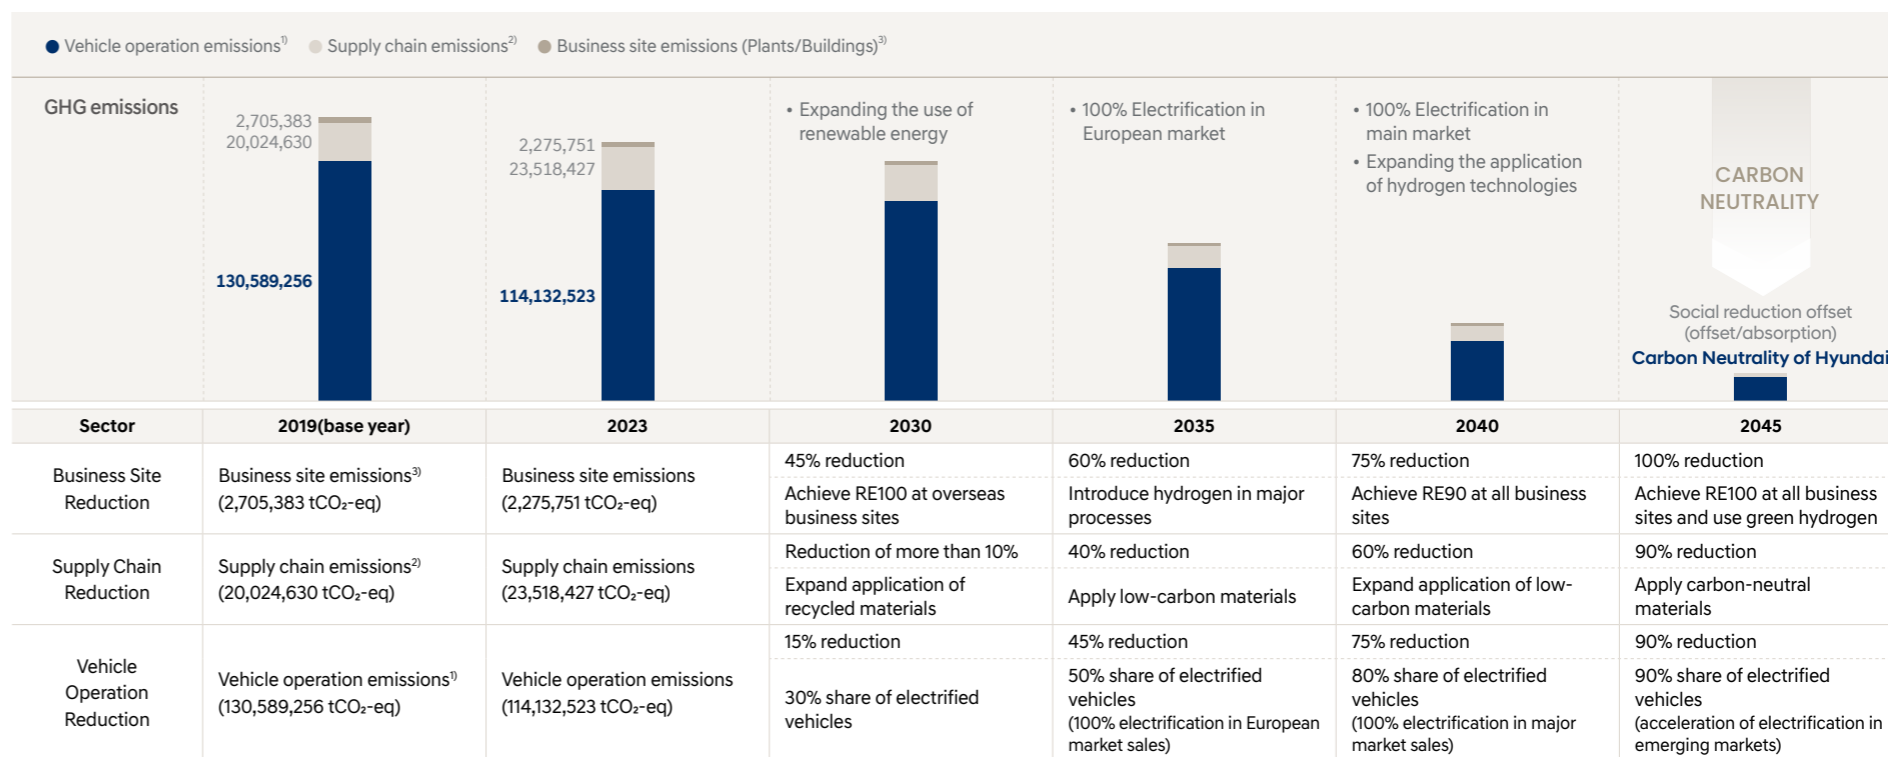 Vehicle operation emissions1) Supply chain emissions2) Business site emissions (Plants/Buildings)3)
GHG emissions
2,705,383
20,024,630
130,589,256
2,275,751
23,518,427
114,132,523
• Expanding the use of
renewable energy
• 100% Electrification in
European market
• 100% Electrification in
main market
• Expanding the application
of hydrogen technologies
CARBON
NEUTRALITY
Social reduction offset
(offset/absorption)
Carbon Neutrality of Hyundai
Sector 2019(base year) 2023 2030 2035 2040 2045
Business Site
Reduction
Business site emissions3)
(2,705,383 tCO₂-eq)
Business site emissions
(2,275,751 tCO₂-eq)
45% reduction
Achieve RE100 at overseas
business sites
60% reduction
Introduce hydrogen in major
processes
75% reduction
Achieve RE90 at all business
sites
100% reduction
Achieve RE100 at all business
sites and use green hydrogen
Supply Chain
Reduction
Supply chain emissions2)
(20,024,630 tCO₂-eq)
Supply chain emissions
(23,518,427 tCO₂-eq)
Reduction of more than 10%
Expand application of
recycled materials
40% reduction
Apply low-carbon materials
60% reduction
Expand application of low-
carbon materials
90% reduction
Apply carbon-neutral
materials
Vehicle
Operation
Reduction
Vehicle operation emissions1)
(130,589,256 tCO₂-eq)
Vehicle operation emissions
(114,132,523 tCO₂-eq)
15% reduction
30% share of electrified
vehicles
45% reduction
50% share of electrified
vehicles
(100% electrification in European
market sales)
75% reduction
80% share of electrified
vehicles
(100% electrification in major
market sales)
90% reduction
90% share of electrified
vehicles
(acceleration of electrification in
emerging markets)